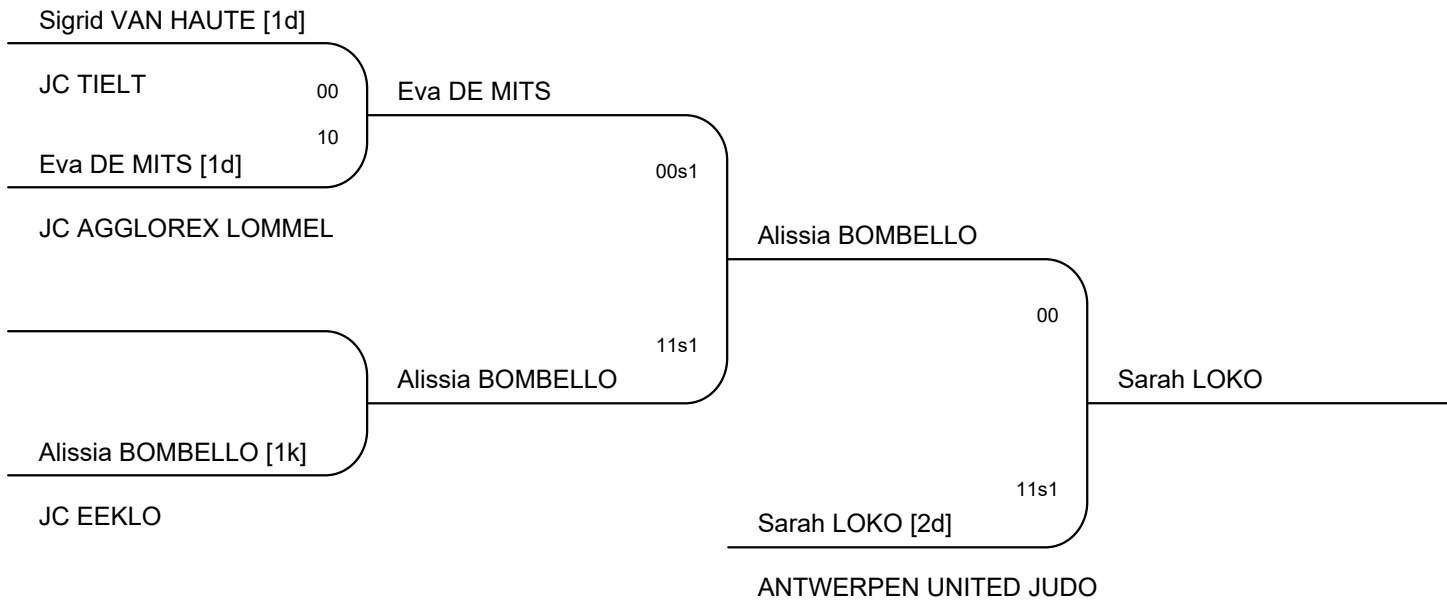 Sigrid VAN HAUTE [1d]
JC TIELT
00
10
Eva DE MITS [1d]
JC AGGLOREX LOMMEL
Alissia BOMBELLO [1k]
JC EEKLO
Eva DE MITS
00s1
11s1
Alissia BOMBELLO
Alissia BOMBELLO
00
11s1
Sarah LOKO [2d]
ANTWERPEN UNITED JUDO
Sarah LOKO